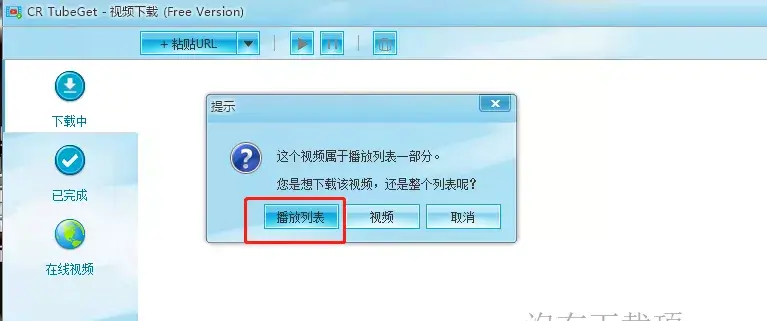 CR TubeGet - 视频下载 (Free Version)
+ 粘贴URL
下载中
提示
这个视频属于播放列表一部分。
您是想下载该视频，还是整个列表呢?
播放列表 视频 取消
已完成
在线视频